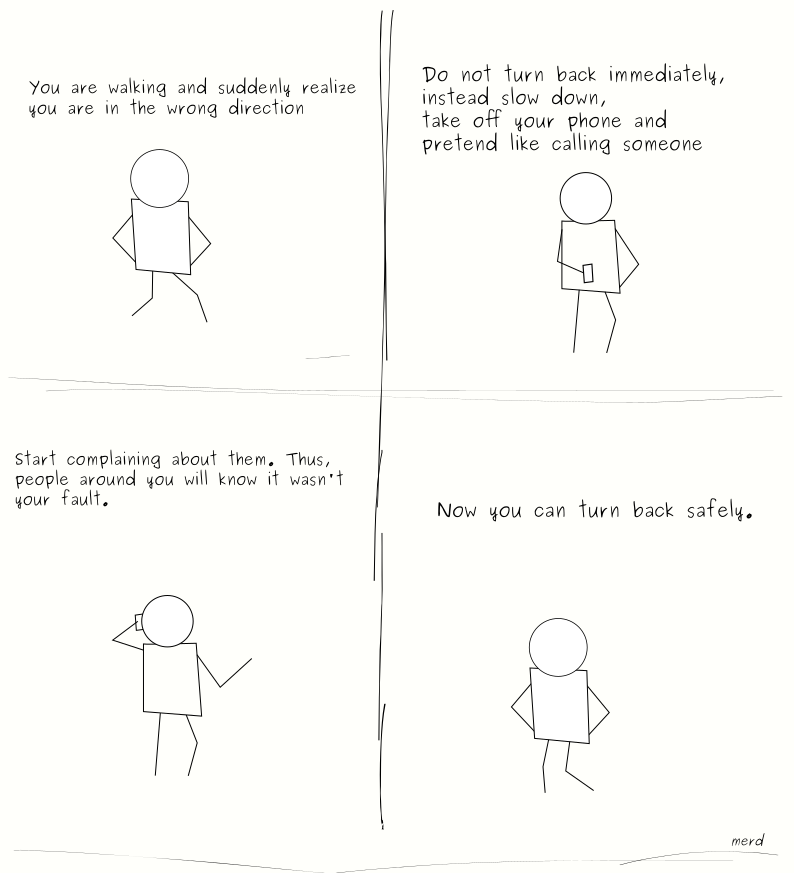 You are walking and suddenly realize
you are in the wrong direction
Do not turn back immediately,
instead slow down,
take off your phone and
pretend like calling someone
Start complaining about them. Thus,
people around you will know it wasn't
your fault.
Now you can turn back safely.
merd